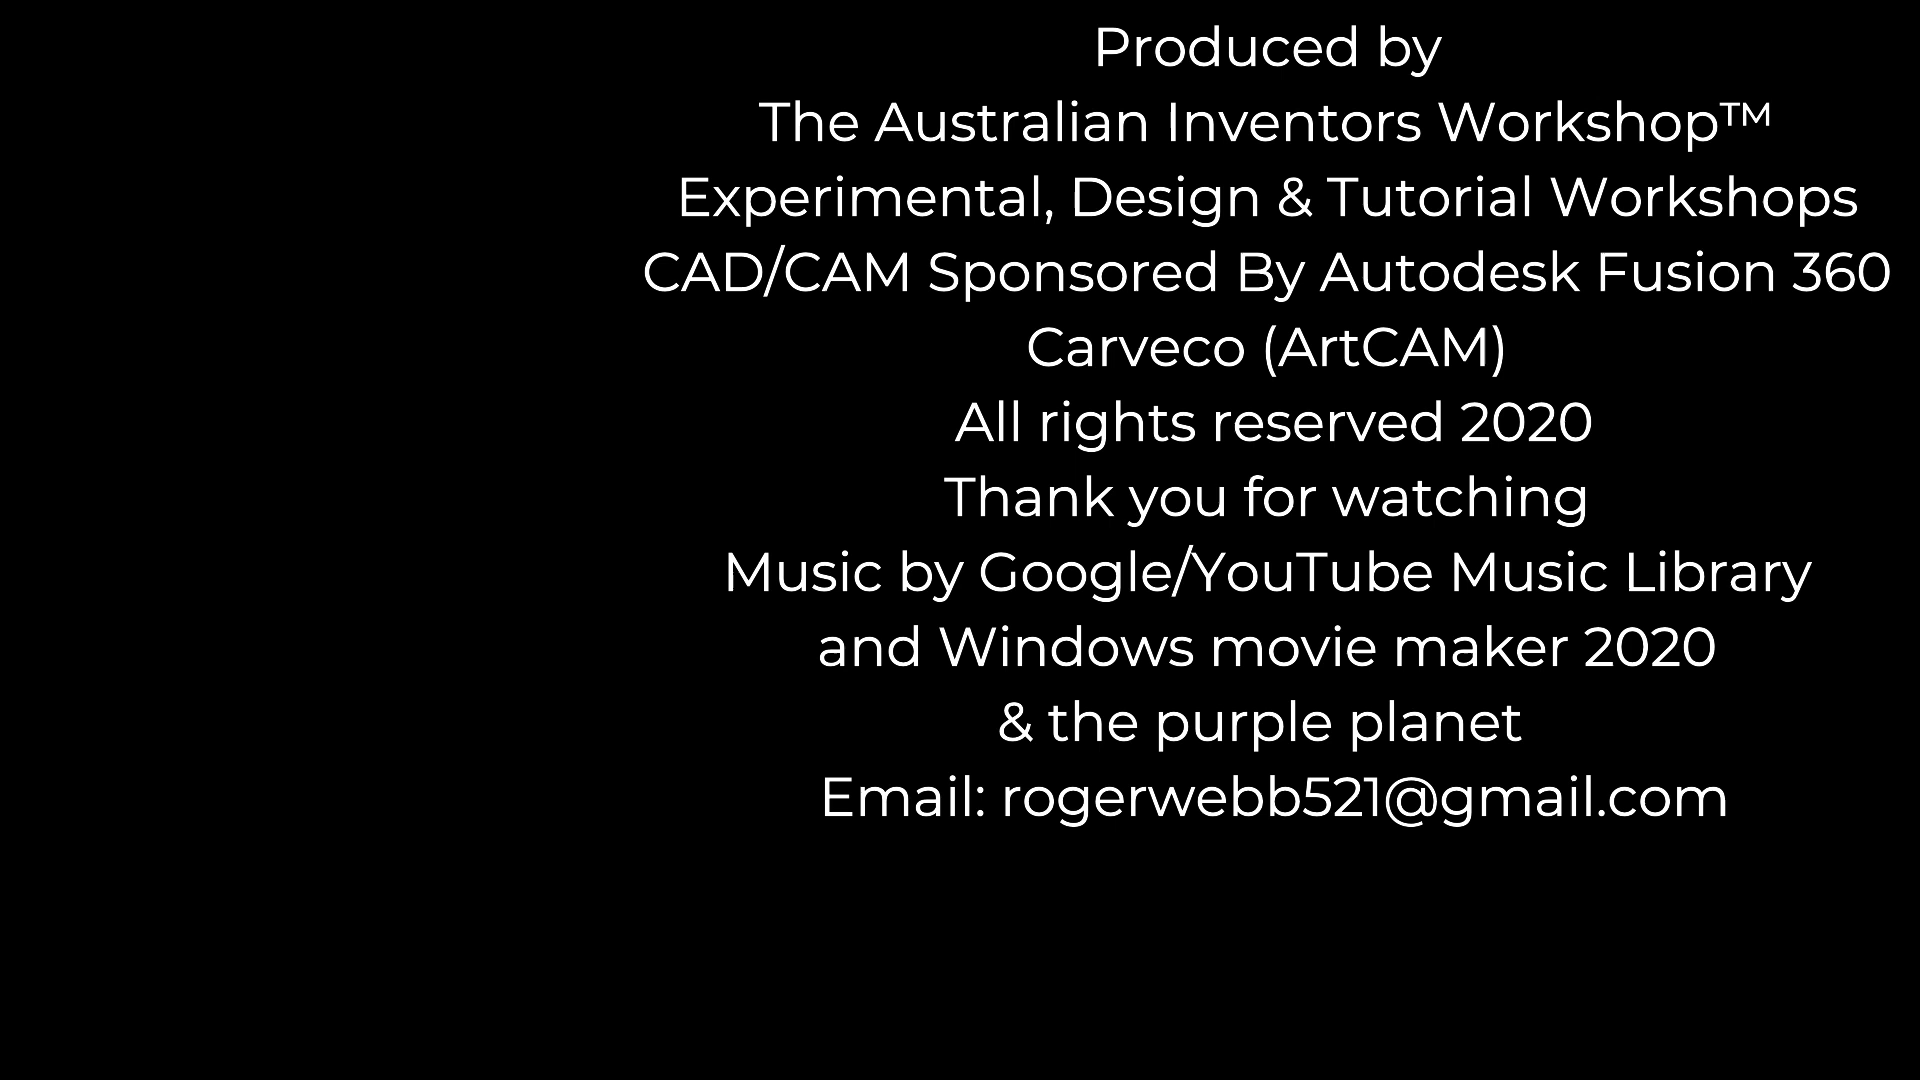 Produced by
The Australian Inventors Workshop™
Experimental, Design & Tutorial Workshops
CAD/CAM Sponsored By Autodesk Fusion 360
Carveco (ArtCAM)
All rights reserved 2020
Thank you for watching
Music by Google/YouTube Music Library
and Windows movie maker 2020
& the purple planet
Email: rogerwebb521@gmail.com